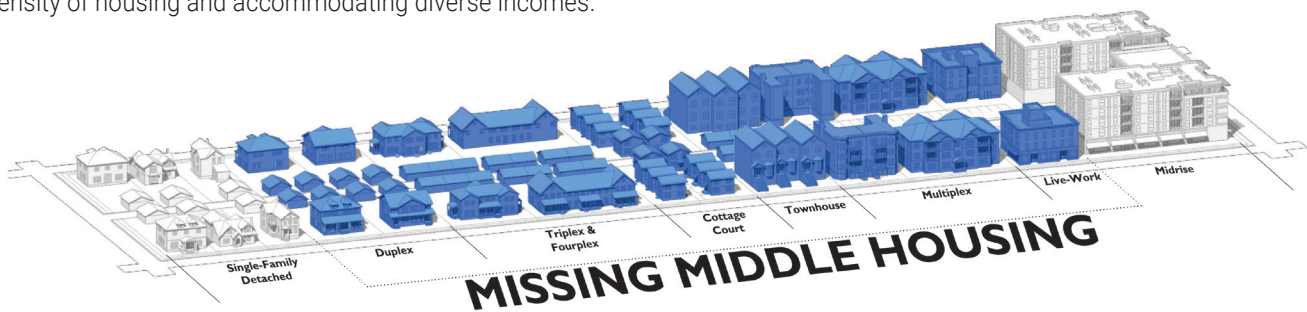 ensity of housing and accommodating diverse incomes.
Single-Family
Detached
Duplex
Triplex &
Fourplex
Cottage
Court
Townhouse
Multiplex
Live-Work
Midrise
MISSING MIDDLE HOUSING